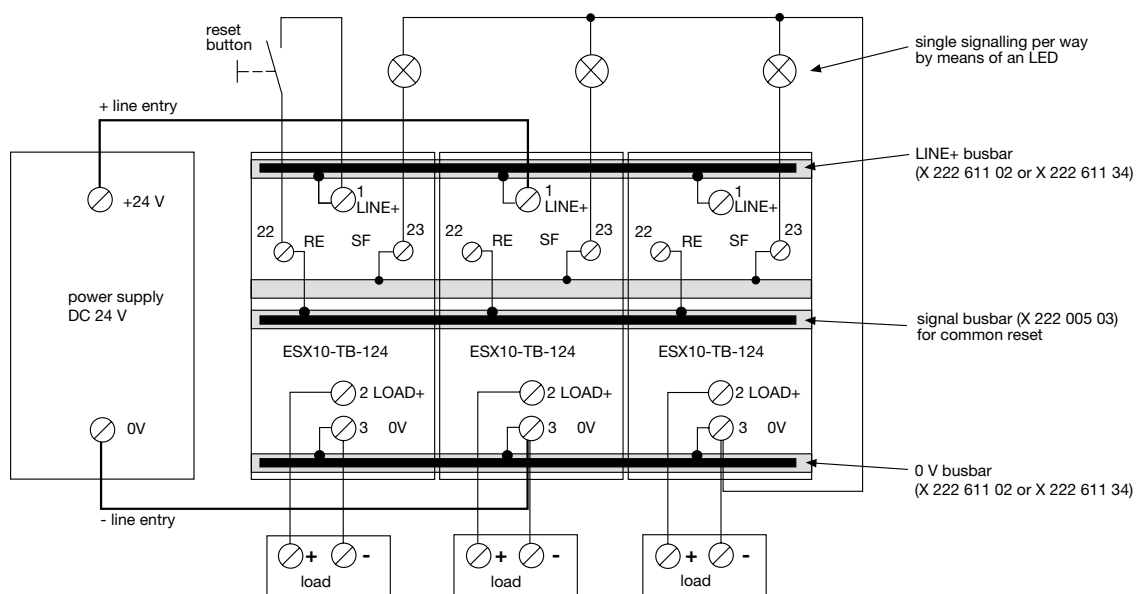 reset
button
single signalling per way
by means of an LED
+ line entry
LINE+ busbar
(X 222 611 02 or X 222 611 34)
+24 V
1
LINE+
1
LINE+
1
LINE+
22
RE
SF
23
22
RE
SF
23
22
RE
SF
23
power supply
DC 24 V
signal busbar (X 222 005 03)
for common reset
ESX10-TB-124
ESX10-TB-124
ESX10-TB-124
2 LOAD+
2 LOAD+
2 LOAD+
0V
3 0V
3 0V
3 0V
0 V busbar
(X 222 611 02 or X 222 611 34)
- line entry
+ -
load
+ -
load
+ -
load